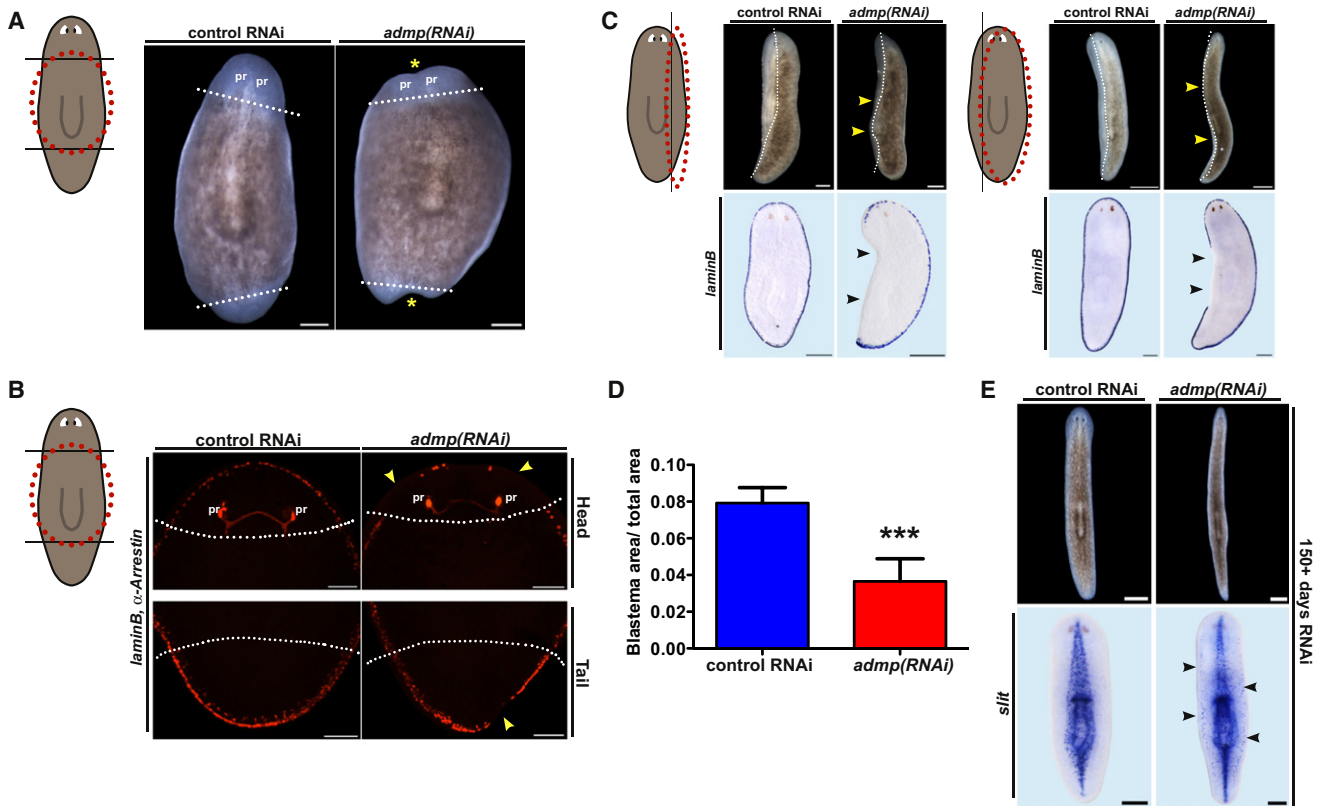 A
control RNAi
admp(RNAi)
*
pr pr
pr pr
*
C
control RNAi
admp(RNAi)
control RNAi
admp(RNAi)
laminB
laminB
B
control RNAi
admp(RNAi)
laminB, α-Arrestin
pr
pr
pr
pr
Head
Tail
D
Blastema area/ total area
0.10
0.08
0.06
0.04
0.02
0.00
***
control RNAi
admp(RNAi)
E
control RNAi
admp(RNAi)
150+ days RNAi
slit